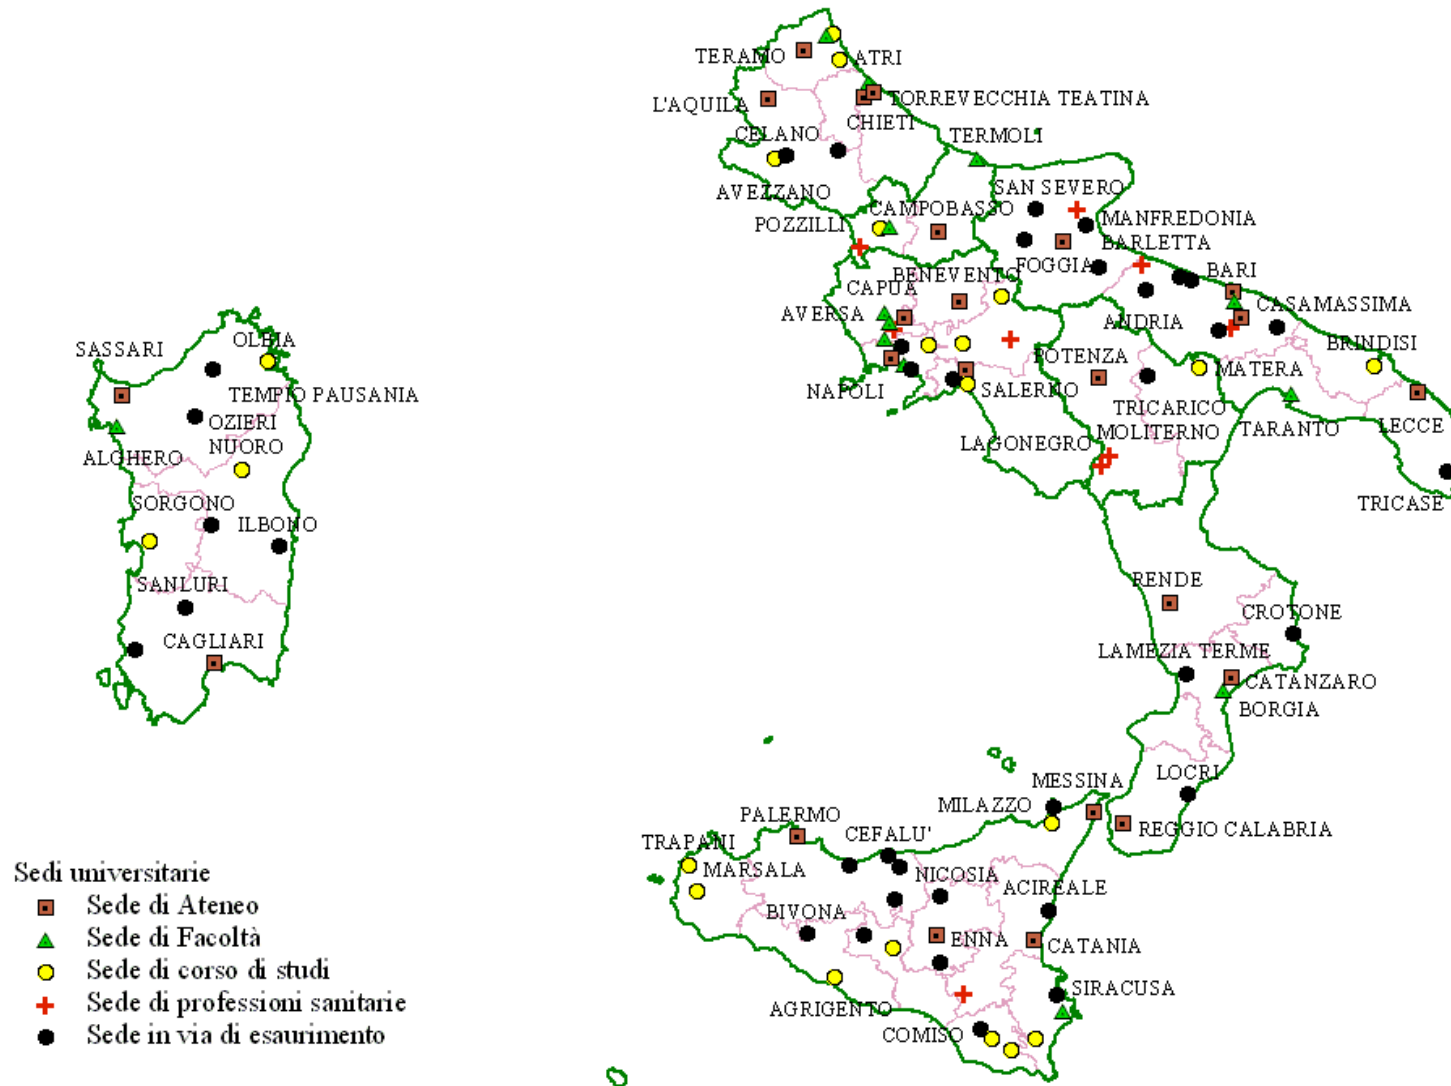 TERAMO
ATRI
L'AQUILA
TORREVECCHIA TEATINA
CHIETI
CELANO
TERMOLI
AVEZZANO
SAN SEVERO
POZZILLI
CAMPOBASSO
MANFREDONIA
BARLETTA
FOGGIA
BENEVENTO
BARI
CAPUA
AVERSA
CASAMASSIMA
ANDRIA
BRINDISI
POTENZA
MATERA
NAPOLI
SALERNO
TRICARICO
LECCE
TARANTO
LAGONEGRO
MOLITERNO
TRICASE
OLBIA
SASSARI
TEMPIO PAUSANIA
OZIERI
NUORO
ALGHERO
SORGONO
ILBONO
SANLURI
CAGLIARI
RENDE
CROTONE
LAMEZIA TERME
CATANZARO
BORGIA
LOCRI
MESSINA
MILAZZO
REGGIO CALABRIA
PALERMO
CEFALU'
TRAPANI
MARSALA
NICOSIA
ACIREALE
BIVONA
ENNA
CATANIA
SIRACUSA
AGRIGENTO
COMISO
Sedi universitarie
Sede di Ateneo
Sede di Facoltà
Sede di corso di studi
Sede di professioni sanitarie
Sede in via di esaurimento